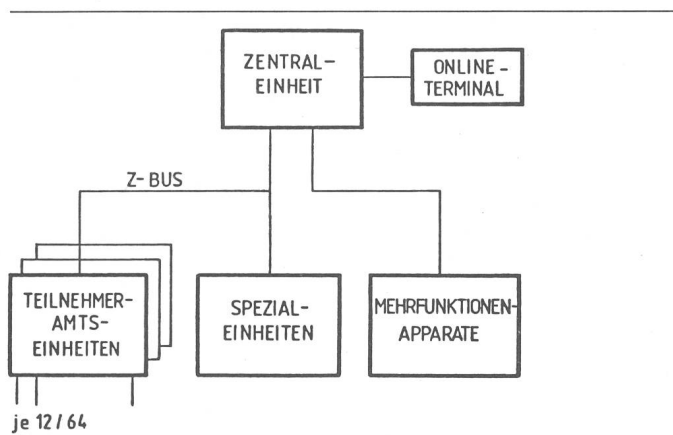 ZENTRAL-
EINHEIT
ONLINE-
TERMINAL
Z-BUS
TEILNEHMER-
AMTS-
EINHEITEN
SPEZIAL-
EINHEITEN
MEHRFUNKTIONEN-
APPARATE
je 12/64